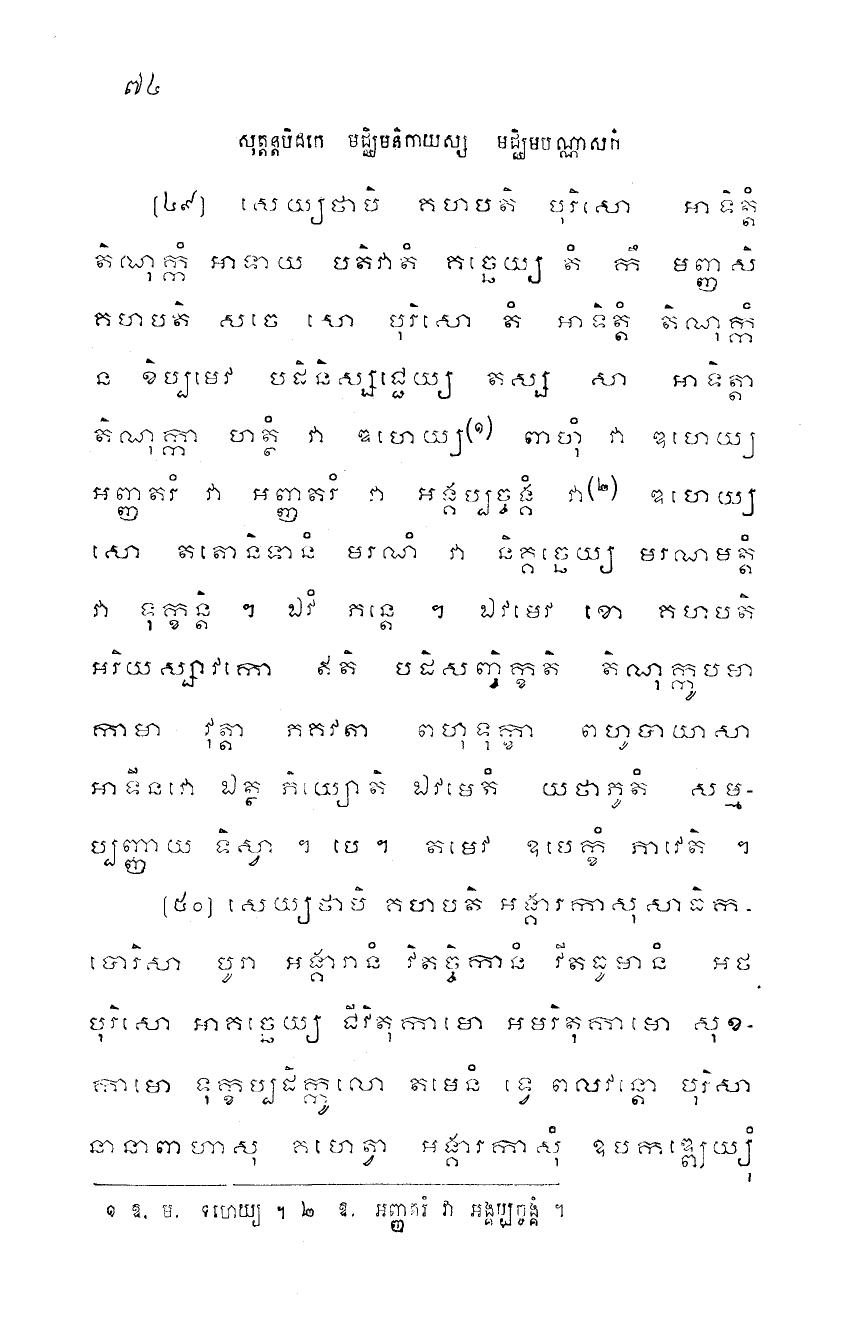 ៧៤
សុត្តន្តបិដកេ មជ្ឈិមនិកាយស្ស មជ្ឈិមបណ្ណាសកំ
[៤៩] សេយ្យថាបិ គហបតិ បុរិសោ អាទិត្តំ
តិណុក្កំ អាទាយ បតិវាតំ គច្ឆេយ្យ តំ កឹ មញ្ញសិ
គហបតិ សចេ សោ បុរិសោ តំ អាទិត្តំ តិណុក្កំ
ន ខិប្បមេវ បដិនិស្សជ្ជេយ្យ តស្ស សា អាទិត្តា
តិណុក្កា ហត្ថំ វា ឌហេយ្យ(១) ពាហុំ វា ឌហេយ្យ
អញ្ញតរំ វា អញ្ញតរំ វា អង្គប្បច្ចង្គំ វា(២) ឌហេយ្យ
សោ តតោនិទានំ មរណំ វា និគ្គច្ឆេយ្យ មរណមត្តំ
វា ទុក្ខន្តិ ។ ឯវំ ភន្តេ ។ ឯវមេវ ខោ គហបតិ
អរិយស្សាវកោ ឥតិ បដិសញ្ចិក្ខតិ តិណុក្កូបមា
កាមា វុត្តា ភគវតា ពហុទុក្ខា ពហូបាយាសា
អាទីនវោ ឯត្ថ ភិយ្យោតិ ឯវមេតំ យថាភូតំ សម្ម-
ប្បញ្ញាយ ទិស្វា ។ បេ ។ តមេវ ឧបេក្ខំ ភាវេតិ ។
[៥០] សេយ្យថាបិ គហបតិ អង្គារកាសុសាធិក-
បោរិសា បូរា អង្គារានំ វិតច្ចិកានំ វីតធូមានំ អថ
បុរិសោ អាគច្ឆេយ្យ ជីវិតុកាមោ អមរិតុកាមោ សុខ-
កាមោ ទុក្ខប្បដិក្កូលោ តមេនំ ទ្វេ ពលវន្តោ បុរិសា
នានាពាហាសុ គហេត្វា អង្គារកាសុំ ឧបកឌ្ឍេយ្យុំ
១ ឱ. ម. ទហេយ្យ ។ ២ ឱ. អញ្ញតរំ វា អង្គប្បច្ចង្គំ ។